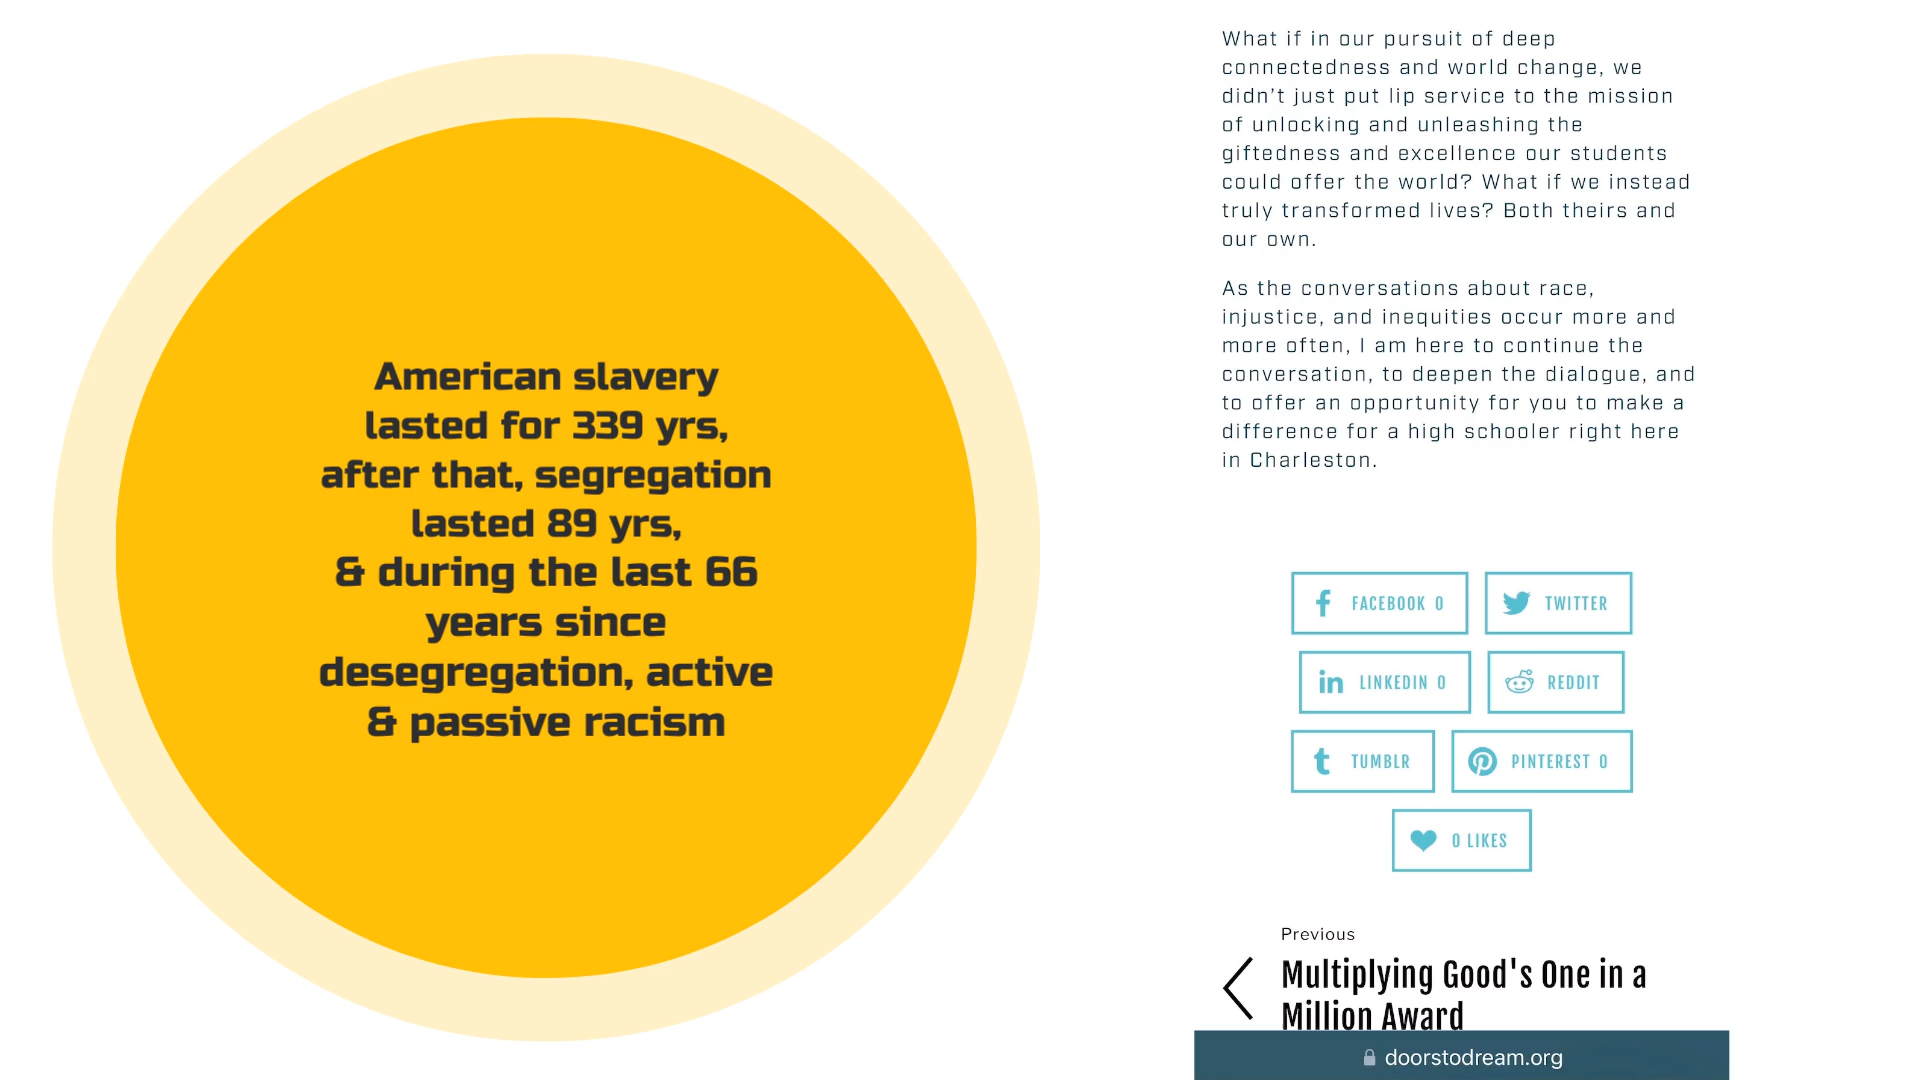 American slavery
lasted for 339 yrs,
after that, segregation
lasted 89 yrs,
& during the last 66
years since
desegregation, active
& passive racism
What if in our pursuit of deep
connectedness and world change, we
didn't just put lip service to the mission
of unlocking and unleashing the
giftedness and excellence our students
could offer the world? What if we instead
truly transformed lives? Both theirs and
our own.
As the conversations about race,
injustice, and inequities occur more and
more often, I am here to continue the
conversation, to deepen the dialogue, and
to offer an opportunity for you to make a
difference for a high schooler right here
in Charleston.
FACEBOOK 0
TWITTER
LINKEDIN 0
REDDIT
TUMBLR
PINTEREST 0
0 LIKES
Previous
Multiplying Good's One in a
Million Award
doorstodream.org